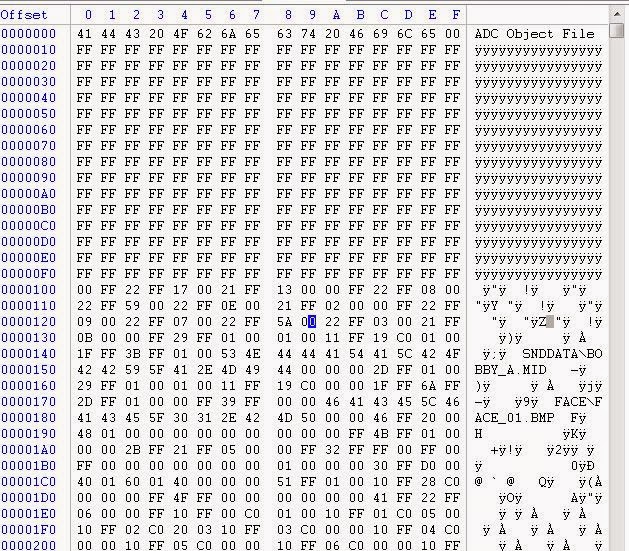 Offset 0 1 2 3 4 5 6 7 8 9 A B C D E F
0000000 41 44 43 20 4F 62 6A 65 63 74 20 46 69 6C 65 00 ADC Object File
0000010 FF FF FF FF FF FF FF FF FF FF FF FF FF FF FF FF ÿÿÿÿÿÿÿÿÿÿÿÿÿÿÿÿ
0000020 FF FF FF FF FF FF FF FF FF FF FF FF FF FF FF FF ÿÿÿÿÿÿÿÿÿÿÿÿÿÿÿÿ
0000030 FF FF FF FF FF FF FF FF FF FF FF FF FF FF FF FF ÿÿÿÿÿÿÿÿÿÿÿÿÿÿÿÿ
0000040 FF FF FF FF FF FF FF FF FF FF FF FF FF FF FF FF ÿÿÿÿÿÿÿÿÿÿÿÿÿÿÿÿ
0000050 FF FF FF FF FF FF FF FF FF FF FF FF FF FF FF FF ÿÿÿÿÿÿÿÿÿÿÿÿÿÿÿÿ
0000060 FF FF FF FF FF FF FF FF FF FF FF FF FF FF FF FF ÿÿÿÿÿÿÿÿÿÿÿÿÿÿÿÿ
0000070 FF FF FF FF FF FF FF FF FF FF FF FF FF FF FF FF ÿÿÿÿÿÿÿÿÿÿÿÿÿÿÿÿ
0000080 FF FF FF FF FF FF FF FF FF FF FF FF FF FF FF FF ÿÿÿÿÿÿÿÿÿÿÿÿÿÿÿÿ
0000090 FF FF FF FF FF FF FF FF FF FF FF FF FF FF FF FF ÿÿÿÿÿÿÿÿÿÿÿÿÿÿÿÿ
00000A0 FF FF FF FF FF FF FF FF FF FF FF FF FF FF FF FF ÿÿÿÿÿÿÿÿÿÿÿÿÿÿÿÿ
00000B0 FF FF FF FF FF FF FF FF FF FF FF FF FF FF FF FF ÿÿÿÿÿÿÿÿÿÿÿÿÿÿÿÿ
00000C0 FF FF FF FF FF FF FF FF FF FF FF FF FF FF FF FF ÿÿÿÿÿÿÿÿÿÿÿÿÿÿÿÿ
00000D0 FF FF FF FF FF FF FF FF FF FF FF FF FF FF FF FF ÿÿÿÿÿÿÿÿÿÿÿÿÿÿÿÿ
00000E0 FF FF FF FF FF FF FF FF FF FF FF FF FF FF FF FF ÿÿÿÿÿÿÿÿÿÿÿÿÿÿÿÿ
00000F0 FF FF FF FF FF FF FF FF FF FF FF FF FF FF FF FF ÿÿÿÿÿÿÿÿÿÿÿÿÿÿÿÿ
0000100 00 FF 22 FF 17 00 21 FF 13 00 00 FF 22 FF 08 00 ÿ"ÿ !ÿ ÿ"ÿ
0000110 22 FF 59 00 22 FF 0E 00 21 FF 02 00 00 FF 22 FF "ÿY "ÿ !ÿ ÿ"ÿ
0000120 09 00 22 FF 07 00 22 FF 5A 00 22 FF 03 00 21 FF "ÿ "ÿZ "ÿ !ÿ
0000130 0B 00 00 FF 29 FF 01 00 01 00 11 FF 19 C0 01 00 ÿ)ÿ ÿ À
0000140 1F FF 3B FF 01 00 53 4E 44 44 41 54 41 5C 42 4F ÿ;ÿ SNDDATA\BO
0000150 42 42 59 5F 41 2E 4D 49 44 00 00 00 2D FF 01 00 BBY_A.MID -ÿ
0000160 29 FF 01 00 01 00 11 FF 19 C0 00 00 1F FF 6A FF )ÿ ÿ À ÿjÿ
0000170 2D FF 01 00 00 FF 39 FF 00 00 46 41 43 45 5C 46 -ÿ ÿ9ÿ FACE\F
0000180 41 43 45 5F 30 31 2E 42 4D 50 00 00 46 FF 20 00 ACE_01.BMP Fÿ
0000190 48 01 00 00 00 00 00 00 00 00 00 FF 4B FF 01 00 H ÿKÿ
00001A0 00 00 2B FF 21 FF 05 00 00 FF 32 FF FF 00 FF 00 +ÿ!ÿ ÿ2ÿÿ ÿ
00001B0 FF 00 00 00 00 00 00 00 01 00 00 00 30 FF D0 00 ÿ 0ÿÐ
00001C0 40 01 60 01 40 00 00 00 51 FF 01 00 10 FF 28 C0 @ ` @ Qÿ ÿ(À
00001D0 00 00 FF 4F FF 00 00 00 00 00 00 41 FF 22 FF ÿOÿ Aÿ"ÿ
00001E0 06 00 00 FF 10 FF 00 C0 01 00 10 FF 01 C0 05 00 ÿ ÿ À ÿ À
00001F0 10 FF 02 C0 20 03 10 FF 03 C0 00 00 10 FF 04 C0 ÿ À ÿ À ÿ À
0000200 00 00 10 FF 05 C0 00 00 10 FF 06 C0 00 00 10 FF ÿ À ÿ À ÿ